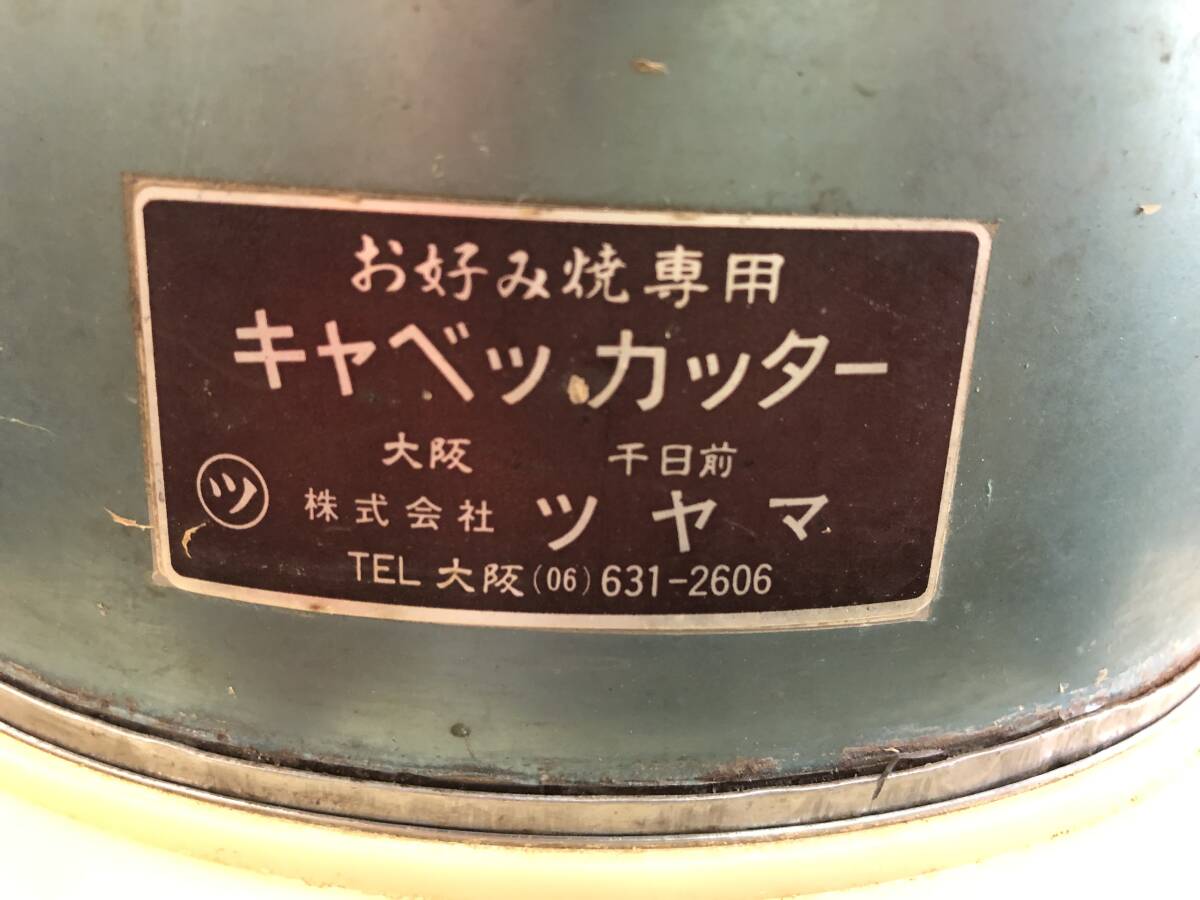 お好み焼専用
キャベツ カッター
大阪 千日前
ツ 株式会社 ツヤマ
TEL 大阪 (06) 631-2606